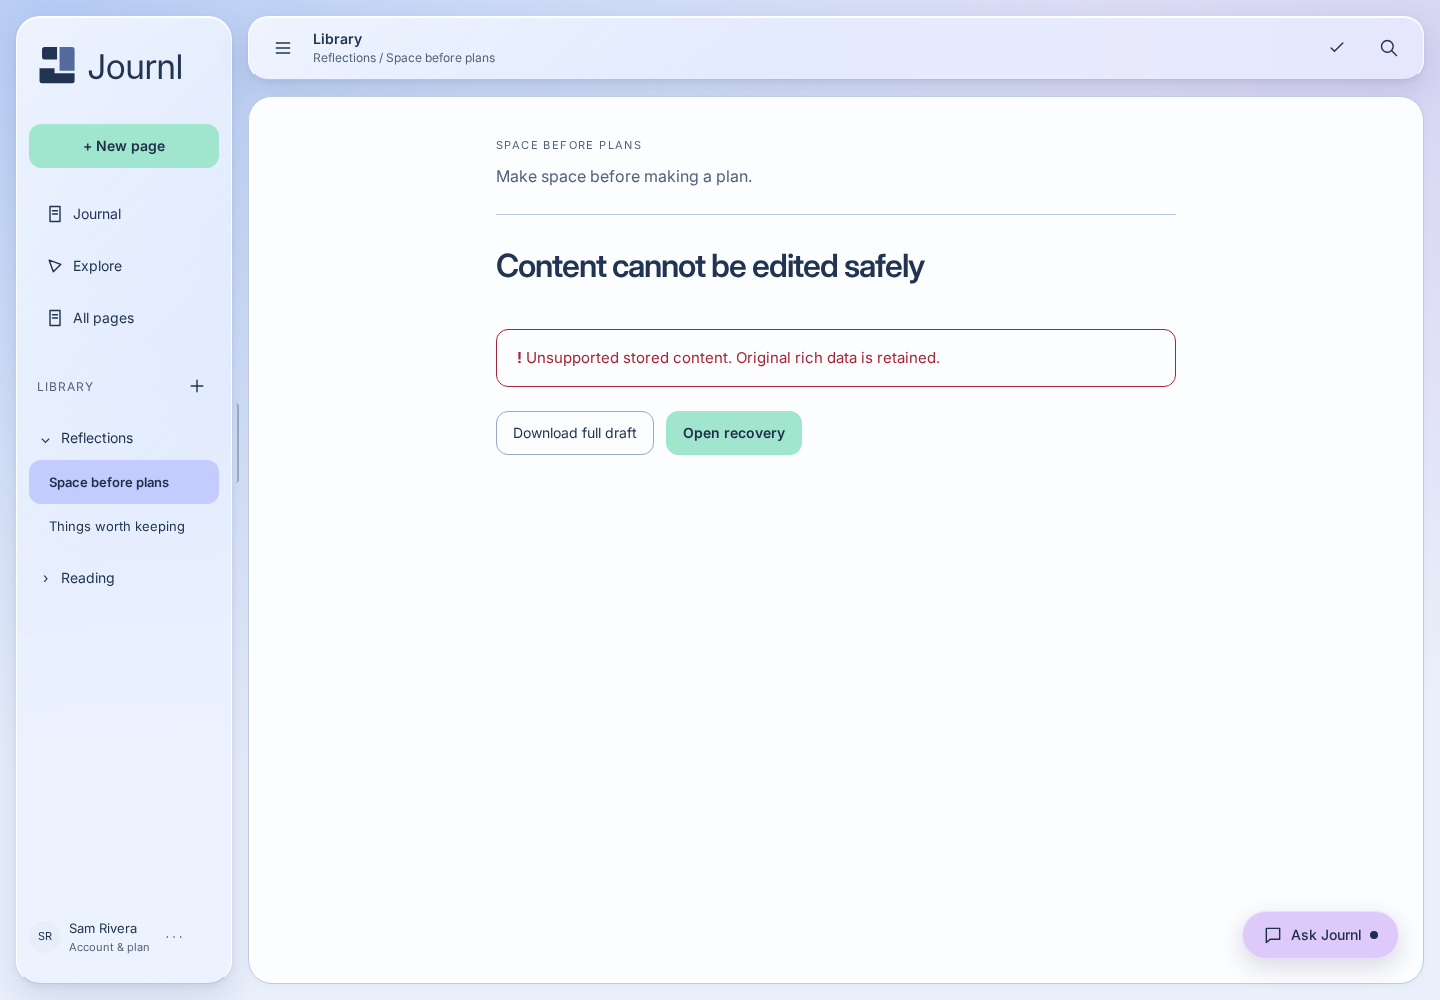 Journl
+ New page
Journal
Explore
All pages
LIBRARY
Reflections
Space before plans
Things worth keeping
Reading
SR
Sam Rivera
Account & plan
Library
Reflections / Space before plans
SPACE BEFORE PLANS
Make space before making a plan.
Content cannot be edited safely
! Unsupported stored content. Original rich data is retained.
Download full draft
Open recovery
Ask Journl